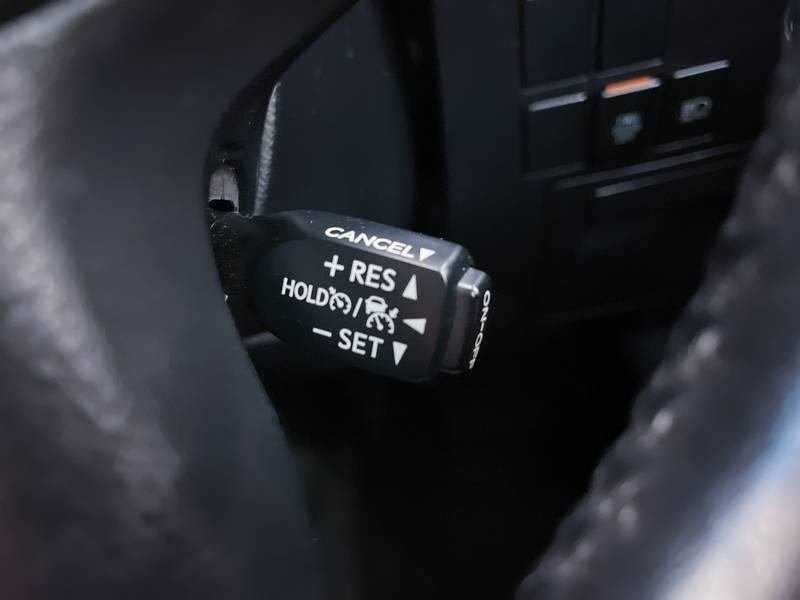 CANCEL▼
+ RES ▲
HOLD / ◀
− SET ▼
ON-OFF